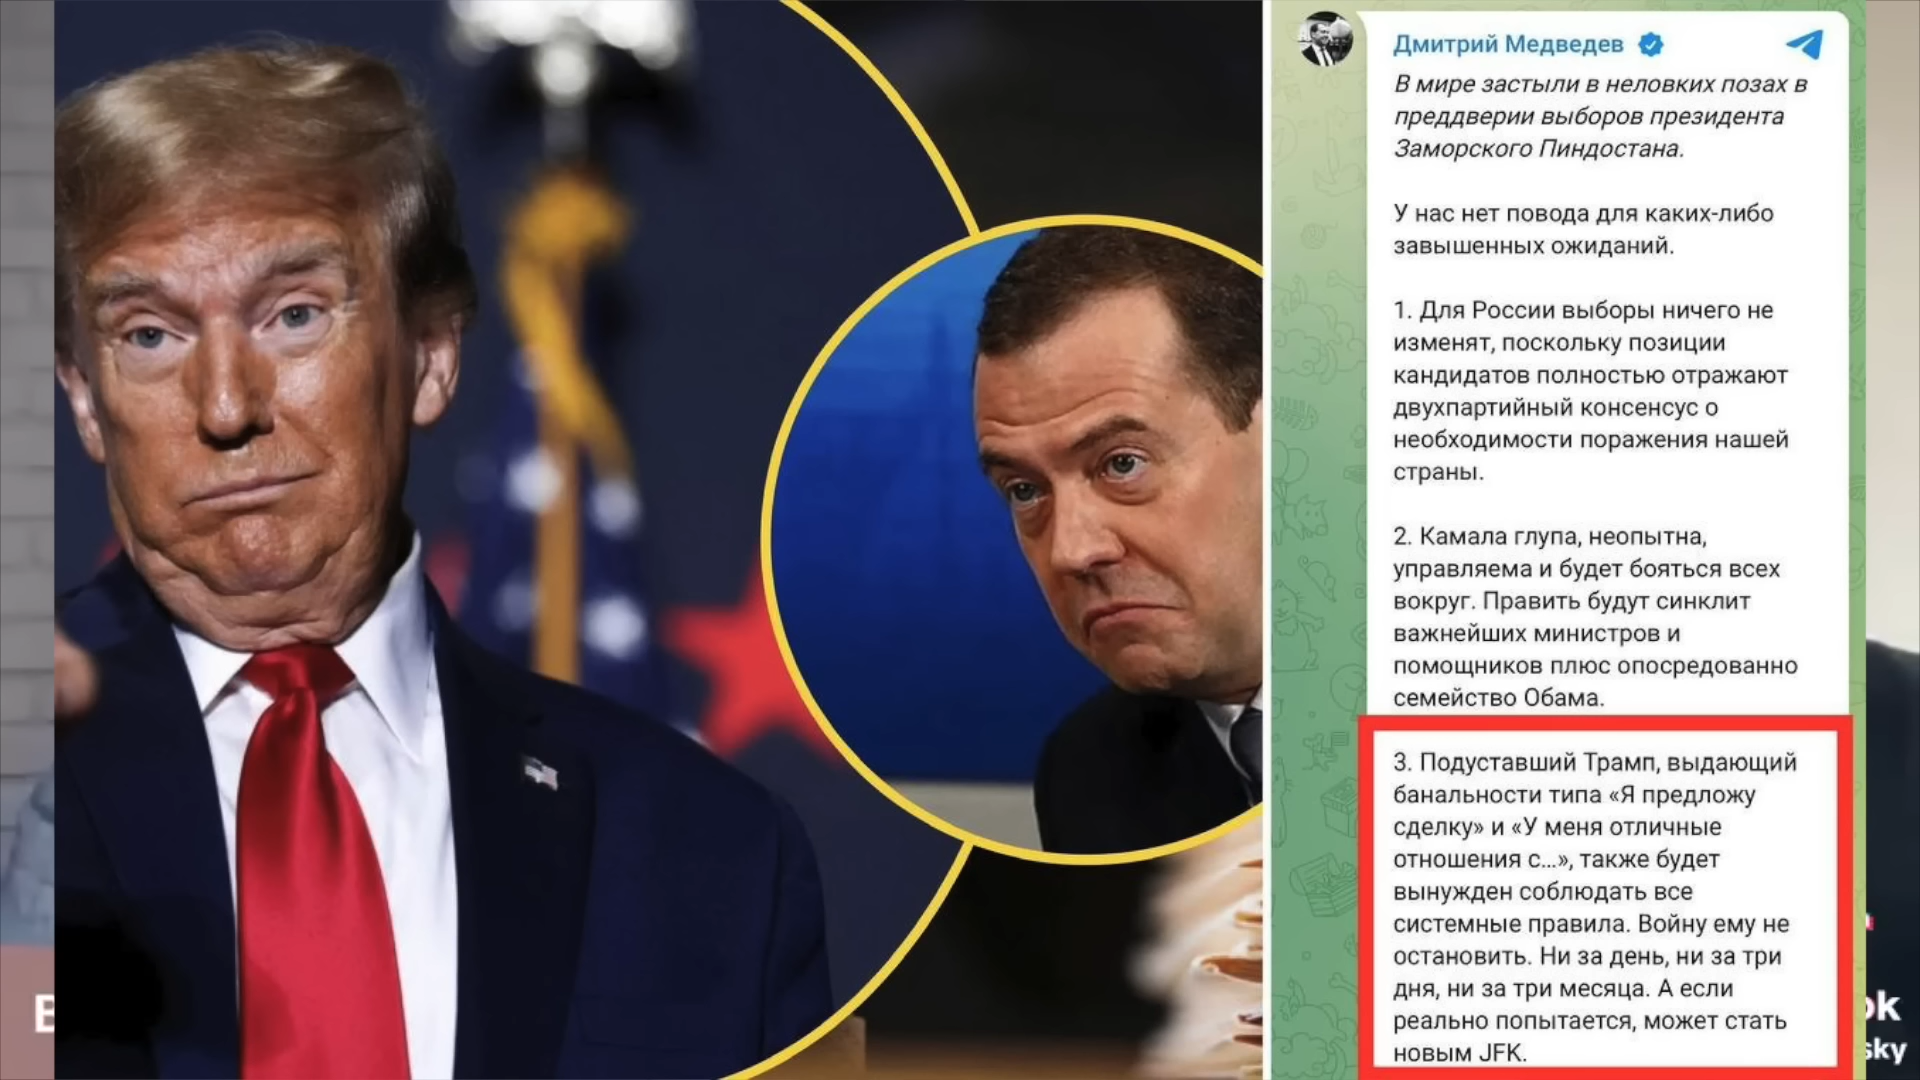 Дмитрий Медведев
В мире застыли в неловких позах в
преддверии выборов президента
Заморского Пиндостана.
У нас нет повода для каких-либо
завышенных ожиданий.
1. Для России выборы ничего не
изменят, поскольку позиции
кандидатов полностью отражают
двухпартийный консенсус о
необходимости поражения нашей
страны.
2. Камала глупа, неопытна,
управляема и будет бояться всех
вокруг. Править будут синклит
важнейших министров и
помощников плюс опосредованно
семейство Обама.
3. Подуставший Трамп, выдающий
банальности типа «Я предложу
сделку» и «У меня отличные
отношения с...», также будет
вынужден соблюдать все
системные правила. Войну ему не
остановить. Ни за день, ни за три
дня, ни за три месяца. А если
реально попытается, может стать
новым JFK.